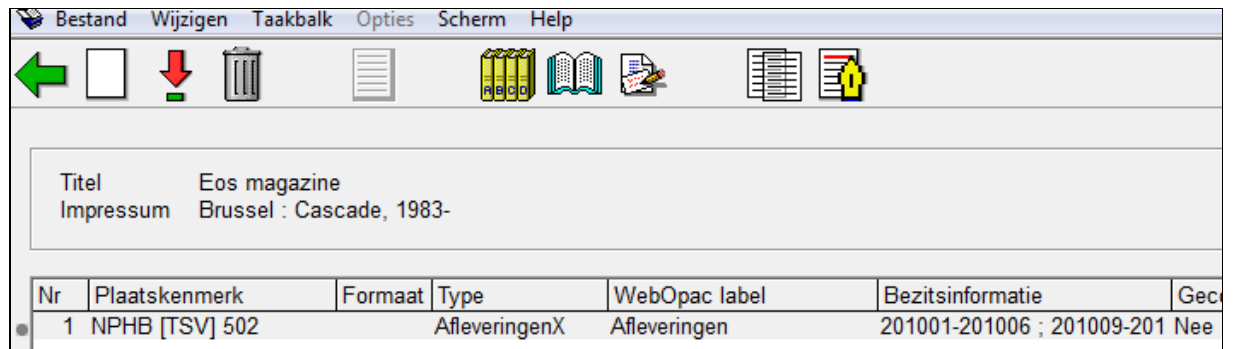 Bestand Wijzigen Taakbalk Opties Scherm Help
A B C D
Titel Eos magazine
Impressum Brussel : Cascade, 1983-
Nr Plaatskenmerk Formaat Type WebOpac label Bezitsinformatie
1 NPHB [TSV] 502 AfleveringenX Afleveringen 201001-201006 ; 201009-201 Nee